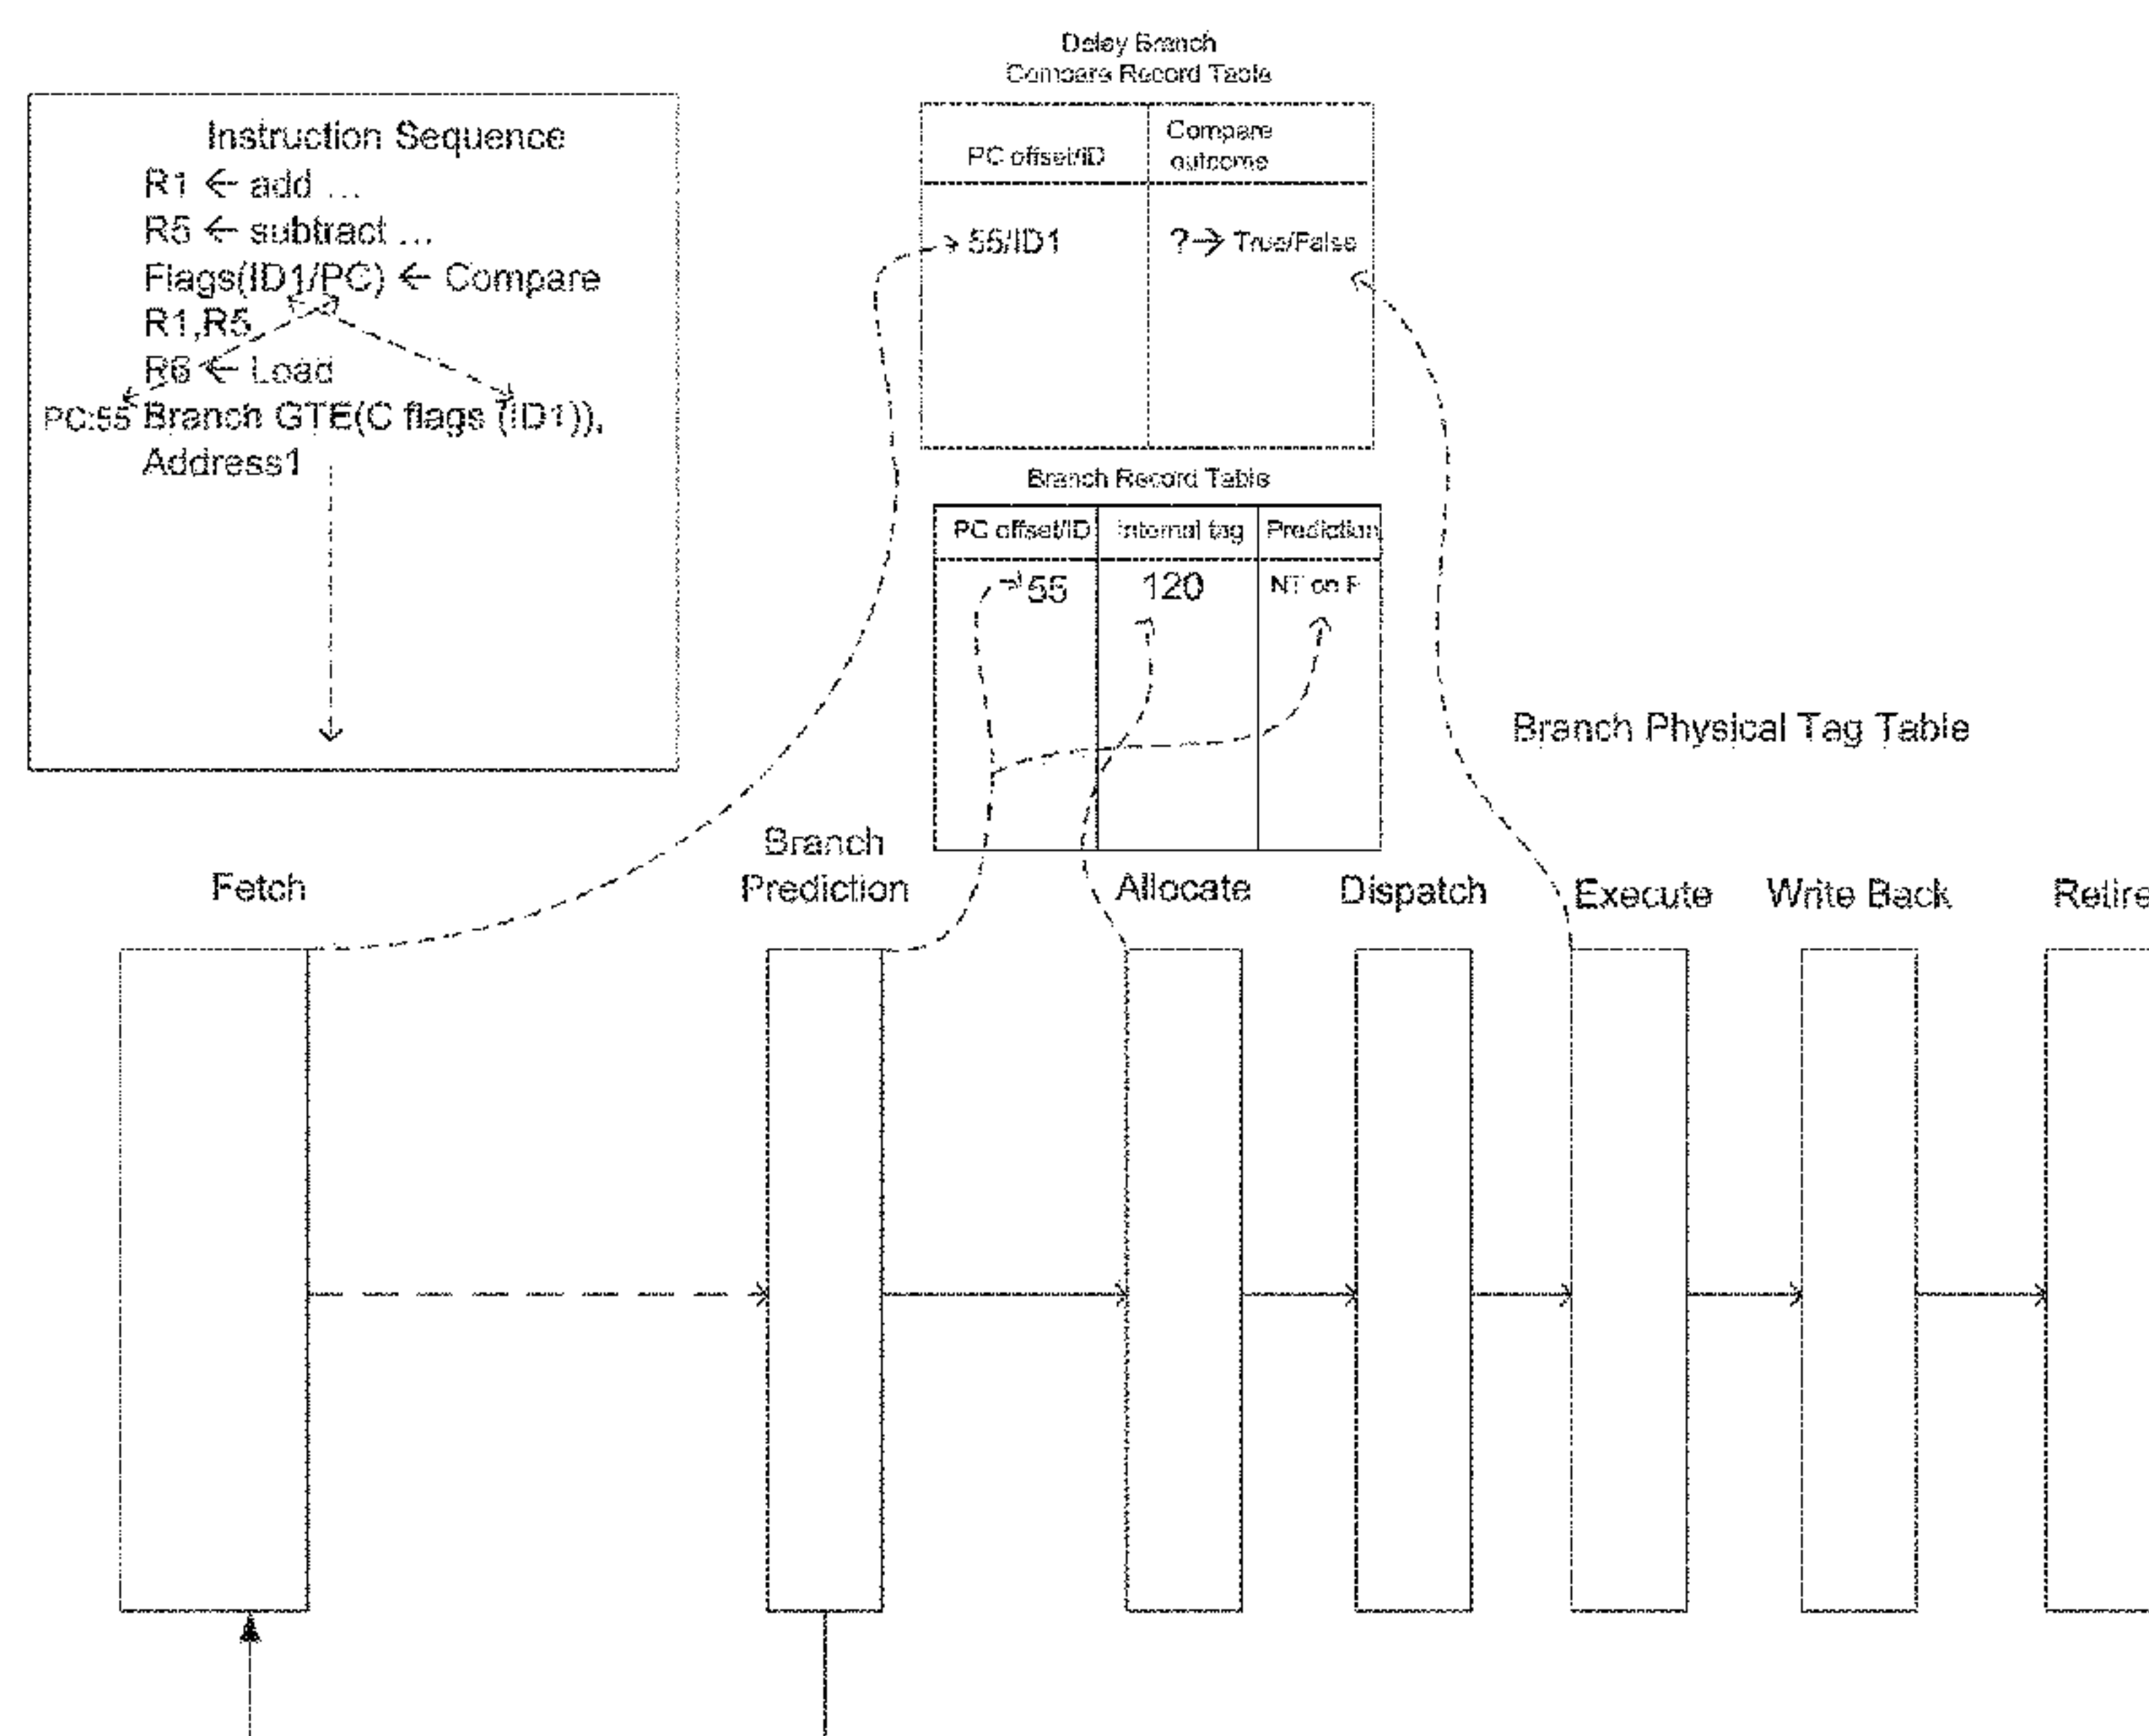 Delay Branch
Compare Record Table
Instruction Sequence
R1 ← add ...
R5 ← subtract ...
Flags(ID1/PC) ← Compare
R1,R5
R6 ← Load
PC:55 Branch GTE(C flags (ID1)),
Address1
PC offset/ID
Compare
outcome
55/ID1
?→ True/False
Branch Record Table
PC offset/ID
internal tag
Prediction
55
120
NT on F
Branch Physical Tag Table
Fetch
Branch
Prediction
Allocate
Dispatch
Execute
Write Back
Retire